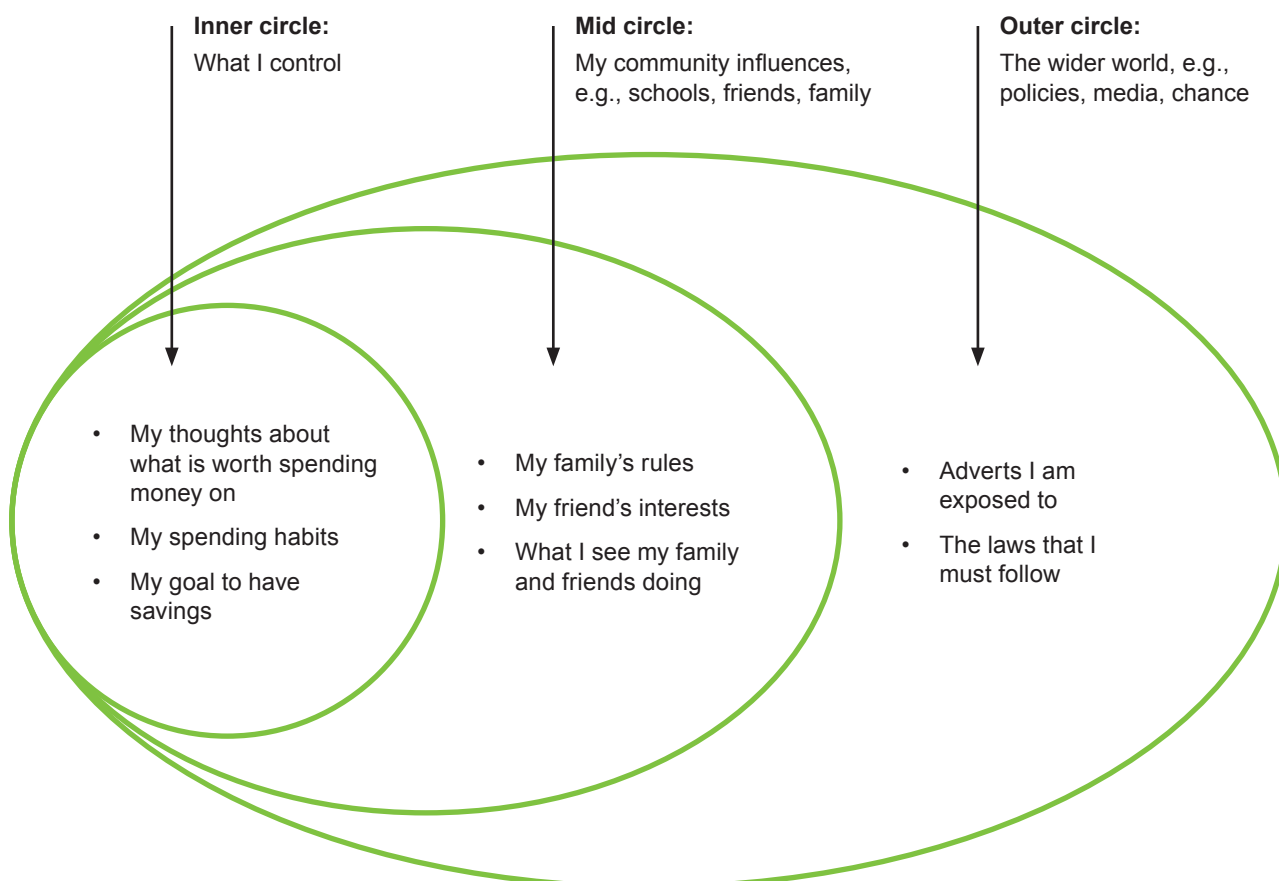 Inner circle:
What I control
Mid circle:
My community influences,
e.g., schools, friends, family
Outer circle:
The wider world, e.g.,
policies, media, chance
• My thoughts about
what is worth spending
money on
• My spending habits
• My goal to have
savings
• My family’s rules
• My friend’s interests
• What I see my family
and friends doing
• Adverts I am
exposed to
• The laws that I
must follow